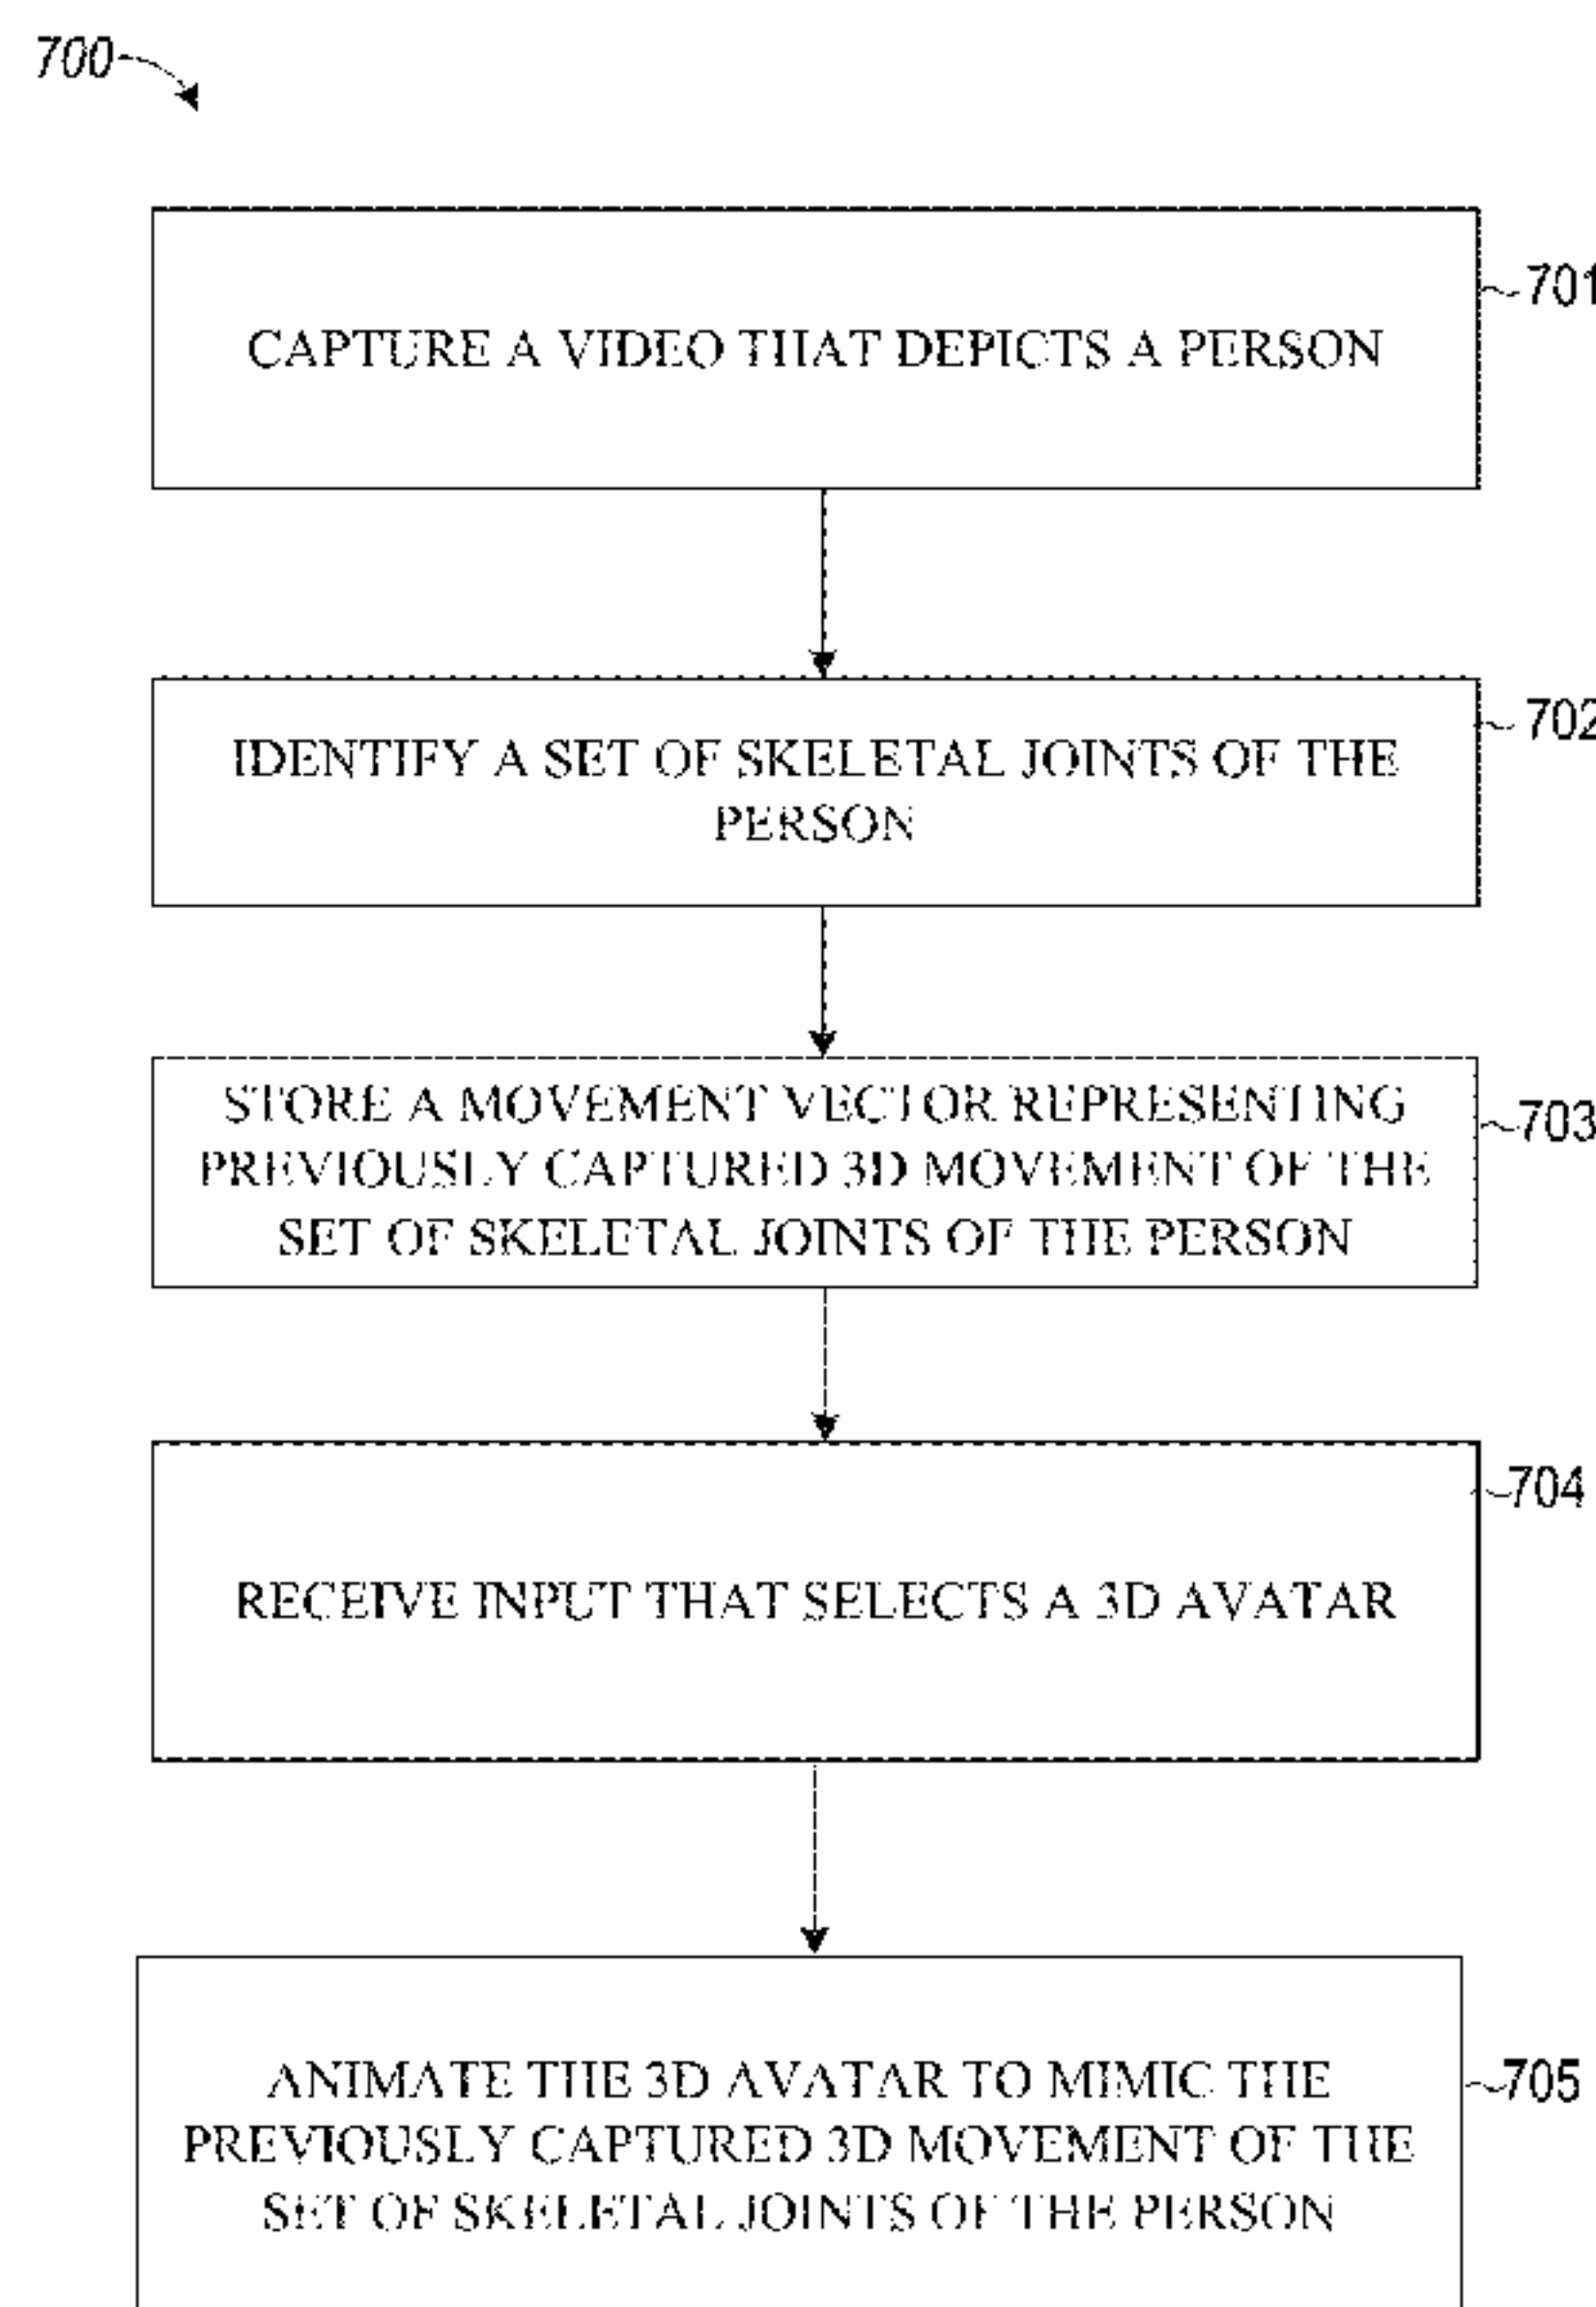 700
CAPTURE A VIDEO THAT DEPICTS A PERSON
701
IDENTIFY A SET OF SKELETAL JOINTS OF THE
PERSON
702
STORE A MOVEMENT VECTOR REPRESENTING
PREVIOUSLY CAPTURED 3D MOVEMENT OF THE
SET OF SKELETAL JOINTS OF THE PERSON
703
RECEIVE INPUT THAT SELECTS A 3D AVATAR
704
ANIMATE THE 3D AVATAR TO MIMIC THE
PREVIOUSLY CAPTURED 3D MOVEMENT OF THE
SET OF SKELETAL JOINTS OF THE PERSON
705